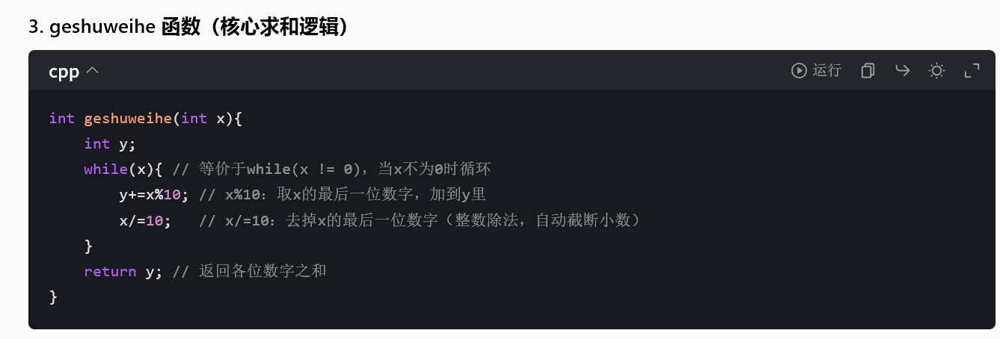 3. geshuweihe 函数（核心求和逻辑）
cpp 运行
int geshuweihe(int x){
    int y;
    while(x){ // 等价于while(x != 0)，当x不为0时循环
        y+=x%10; // x%10：取x的最后一位数字，加到y里
        x/=10;   // x/=10：去掉x的最后一位数字（整数除法，自动截断小数）
    }
    return y; // 返回各位数字之和
}